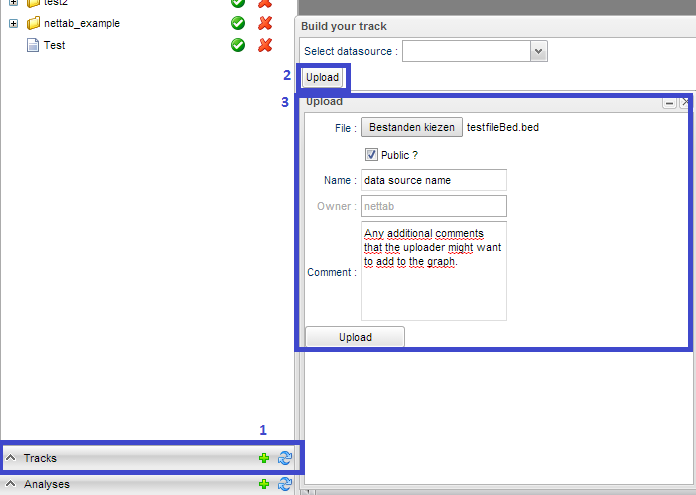 test2
nettab_example
Test
Build your track
Select datasource :
2
Upload
3
Upload
File :
Bestanden kiezen
testfileBed.bed
Public ?
Name :
data source name
Owner :
nettab
Comment :
Any additional comments
that the uploader might want
to add to the graph.
Upload
1
Tracks
Analyses